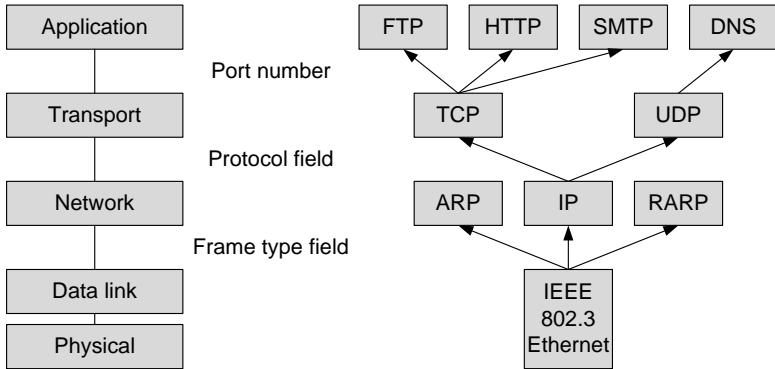 Application
FTP
HTTP
SMTP
DNS
Port number
Transport
TCP
UDP
Protocol field
Network
ARP
IP
RARP
Frame type field
Data link
Physical
IEEE
802.3
Ethernet